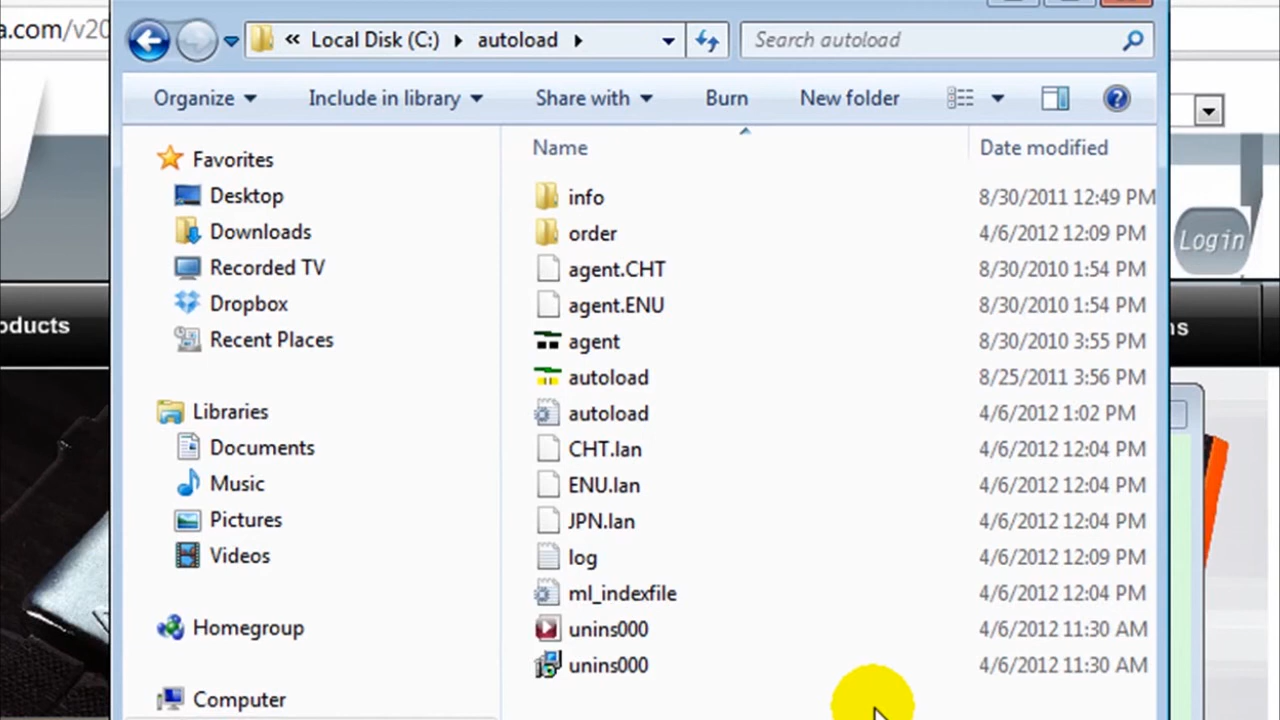 a.com/v20
« Local Disk (C:) autoload
Search autoload
Organize Include in library Share with Burn New folder
Name Date modified
Favorites
Desktop
Downloads
Recorded TV
Dropbox
Recent Places
Libraries
Documents
Music
Pictures
Videos
Homegroup
Computer
info 8/30/2011 12:49 PM
order 4/6/2012 12:09 PM
agent.CHT 8/30/2010 1:54 PM
agent.ENU 8/30/2010 1:54 PM
agent 8/30/2010 3:55 PM
autoload 8/25/2011 3:56 PM
autoload 4/6/2012 1:02 PM
CHT.lan 4/6/2012 12:04 PM
ENU.lan 4/6/2012 12:04 PM
JPN.lan 4/6/2012 12:04 PM
log 4/6/2012 12:09 PM
ml_indexfile 4/6/2012 12:04 PM
unins000 4/6/2012 11:30 AM
unins000 4/6/2012 11:30 AM
Login
oducts
ns